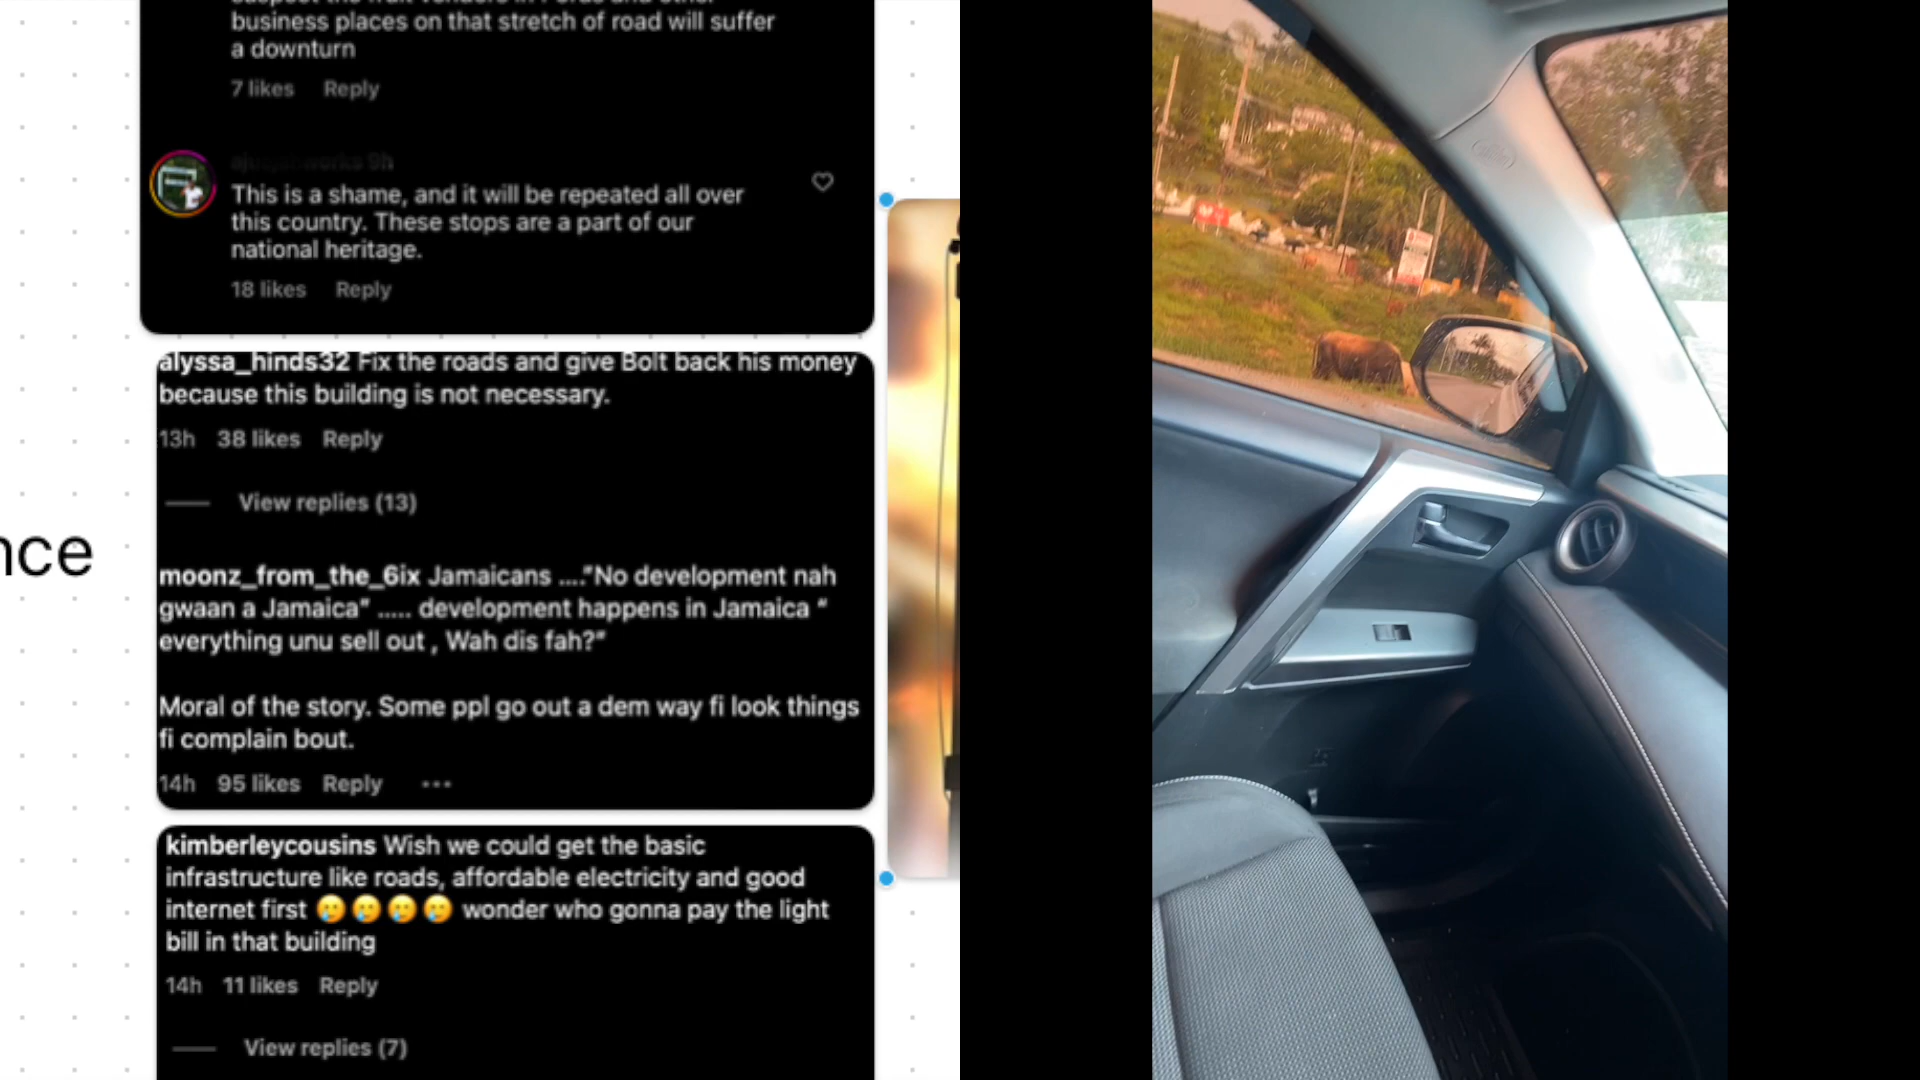 business places on that stretch of road will suffer
a downturn
7 likes Reply
9h
This is a shame, and it will be repeated all over
this country. These stops are a part of our
national heritage.
18 likes Reply
alyssa_hinds32 Fix the roads and give Bolt back his money
because this building is not necessary.
13h 38 likes Reply
View replies (13)
nce
moonz_from_the_6ix Jamaicans ...."No development nah
gwaan a Jamaica" ..... development happens in Jamaica "
everything unu sell out , Wah dis fah?"
Moral of the story. Some ppl go out a dem way fi look things
fi complain bout.
14h 95 likes Reply
kimberleycousins Wish we could get the basic
infrastructure like roads, affordable electricity and good
internet first 🥲🥲🥲🥲 wonder who gonna pay the light
bill in that building
14h 11 likes Reply
View replies (7)